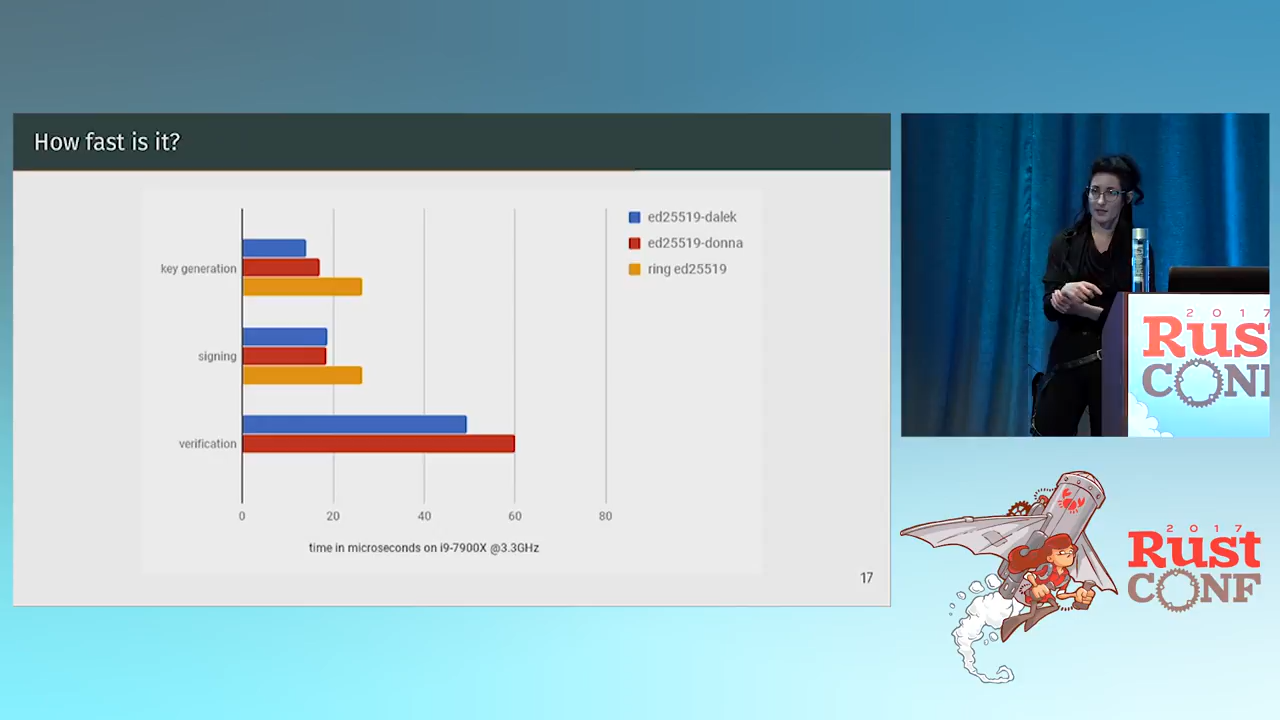 How fast is it?
ed25519-dalek
ed25519-donna
ring ed25519
key generation
signing
verification
0 20 40 60 80
time in microseconds on i9-7900X @3.3GHz
17
2017
Rus
CONF
2017
Rust
CONF